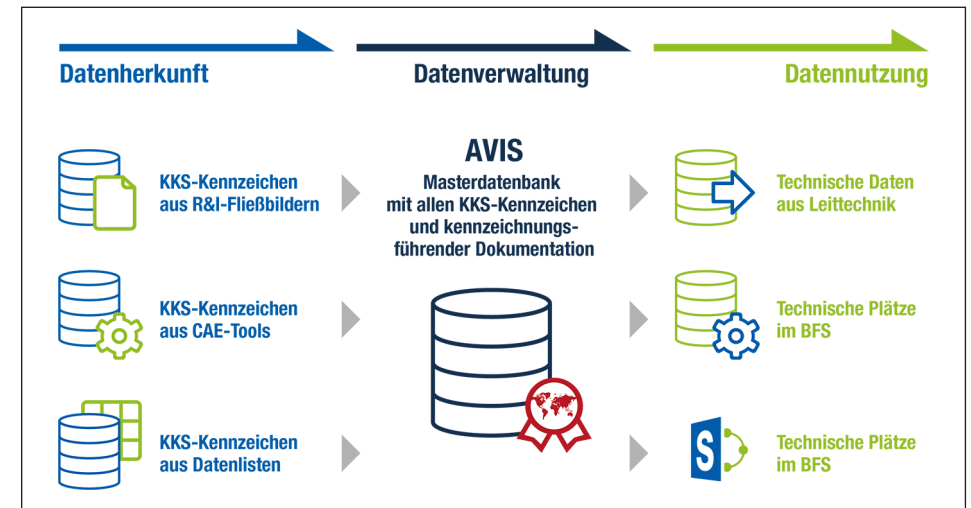 Datenherkunft
Datenverwaltung
Datennutzung
KKS-Kennzeichen
aus R&I-Fließbildern
AVIS
Masterdatenbank
mit allen KKS-Kennzeichen
und kennzeichnungs-
führender Dokumentation
Technische Daten
aus Leittechnik
KKS-Kennzeichen
aus CAE-Tools
Technische Plätze
im BFS
KKS-Kennzeichen
aus Datenlisten
S
Technische Plätze
im BFS